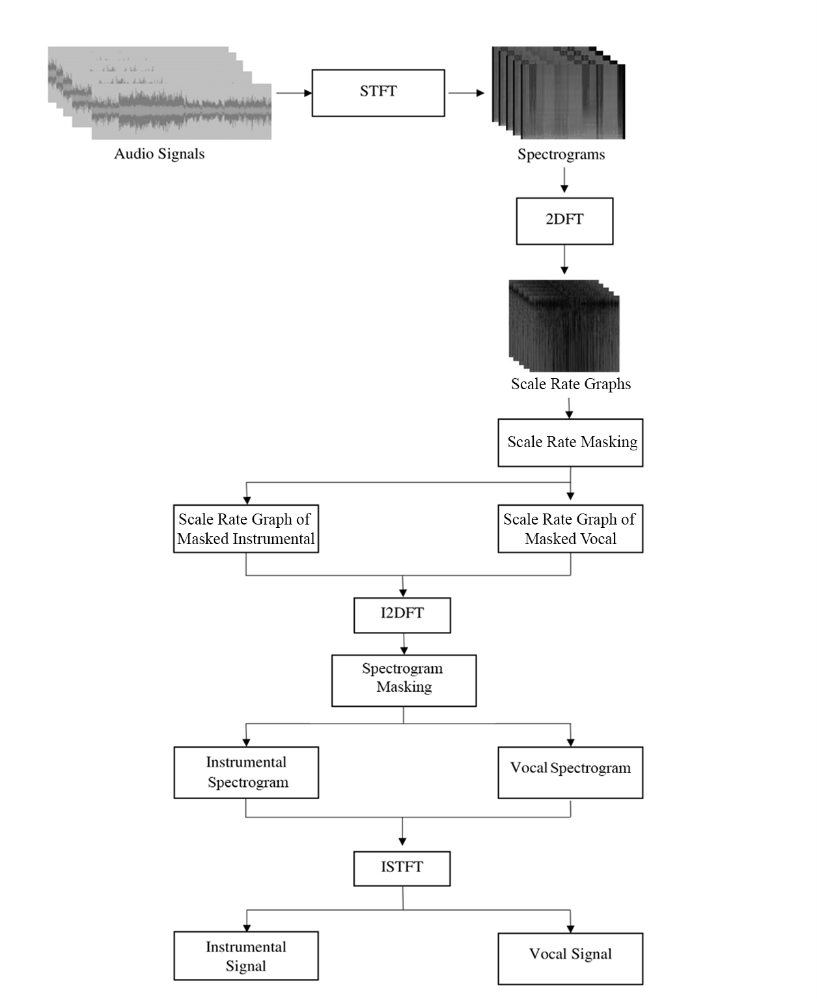 STFT
Audio Signals
Spectrograms
2DFT
Scale Rate Graphs
Scale Rate Masking
Scale Rate Graph of
Masked Instrumental
Scale Rate Graph of
Masked Vocal
I2DFT
Spectrogram
Masking
Instrumental
Spectrogram
Vocal Spectrogram
ISTFT
Instrumental
Signal
Vocal Signal